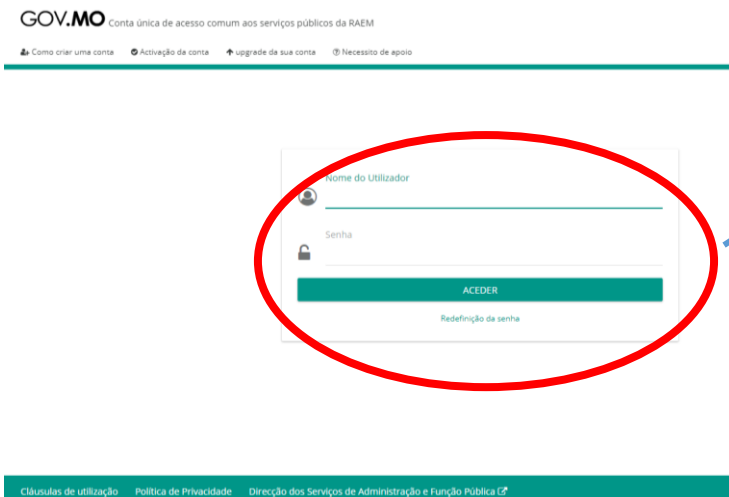 GOV.MO Conta única de acesso comum aos serviços públicos da RAEM
Como criar uma conta Activação da conta upgrade da sua conta Necessito de apoio
Nome do Utilizador
Senha
ACEDER
Redefinição da senha
Cláusulas de utilização Política de Privacidade Direcção dos Serviços de Administração e Função Pública